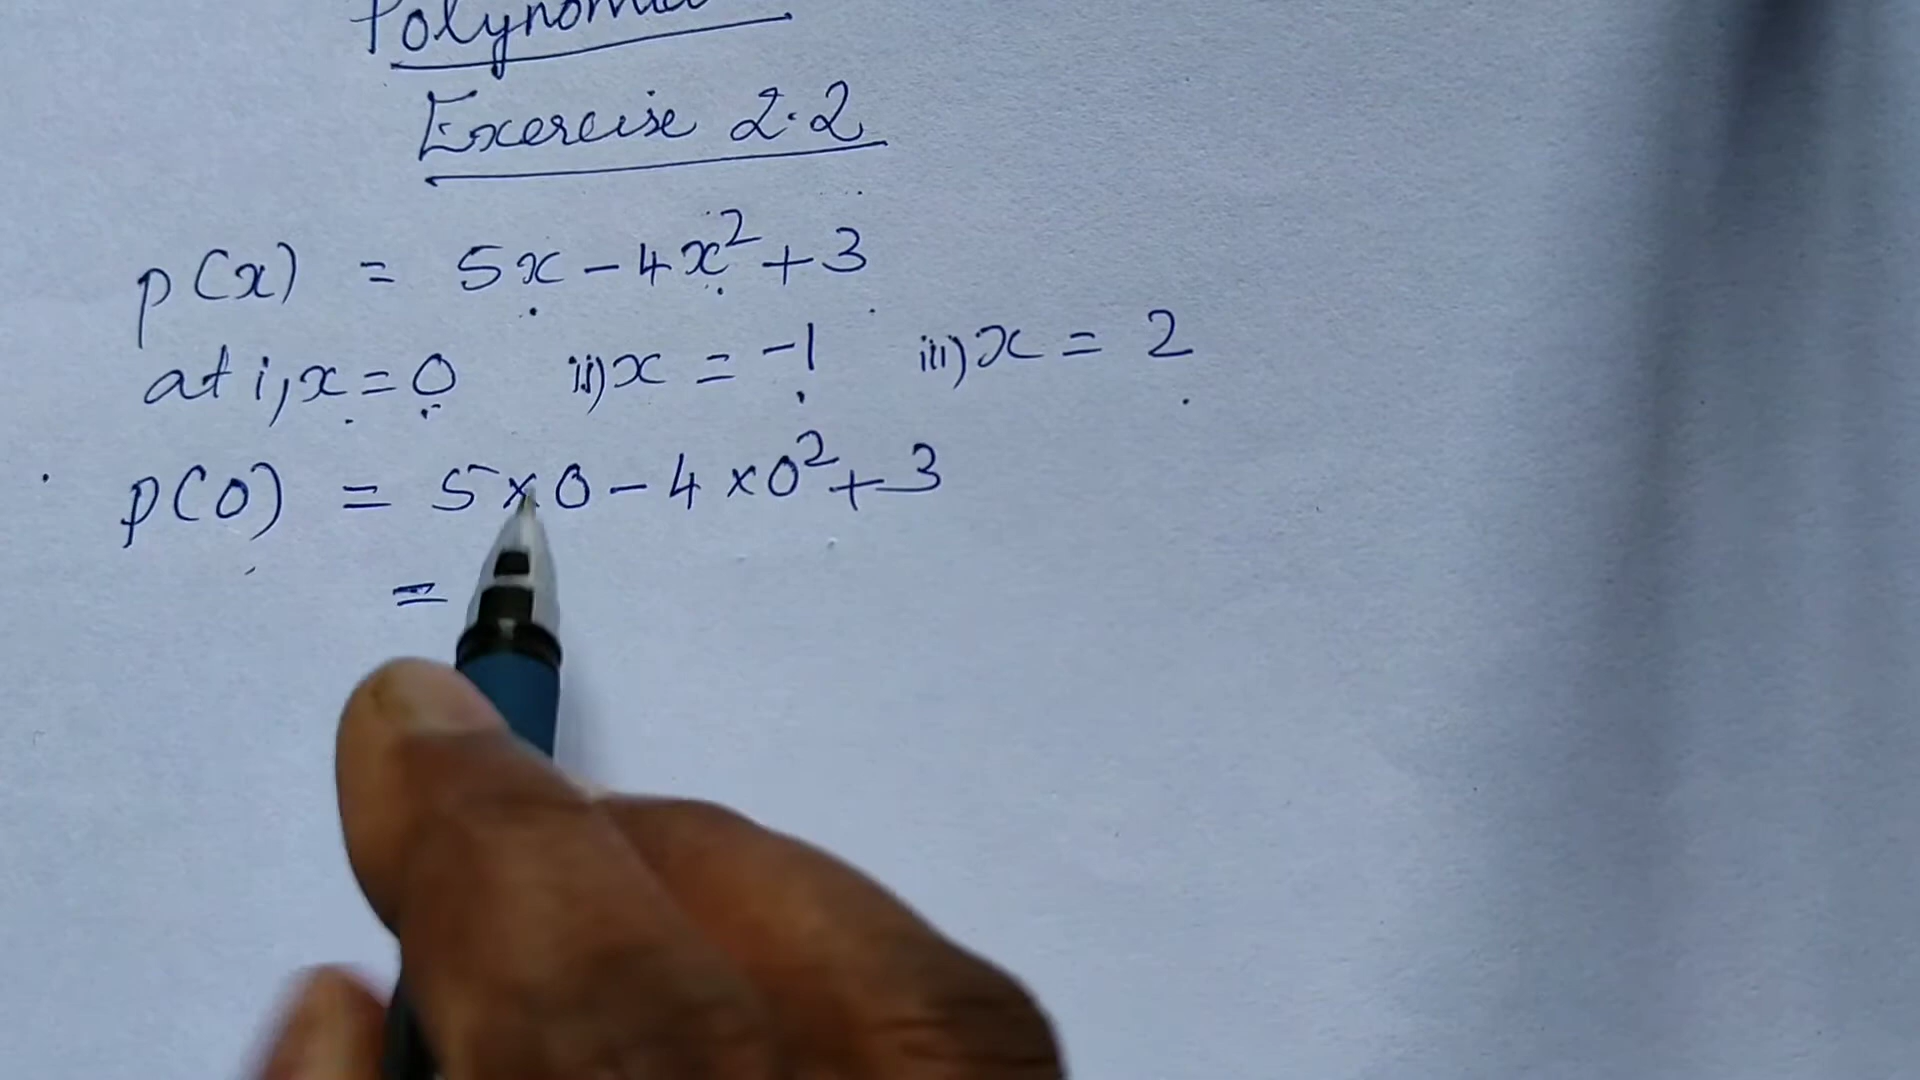 Exercise 2.2
p(x) = 5x - 4x² + 3
at i, x = 0 ii) x = -1 iii) x = 2
p(0) = 5 × 0 - 4 × 0² + 3
=